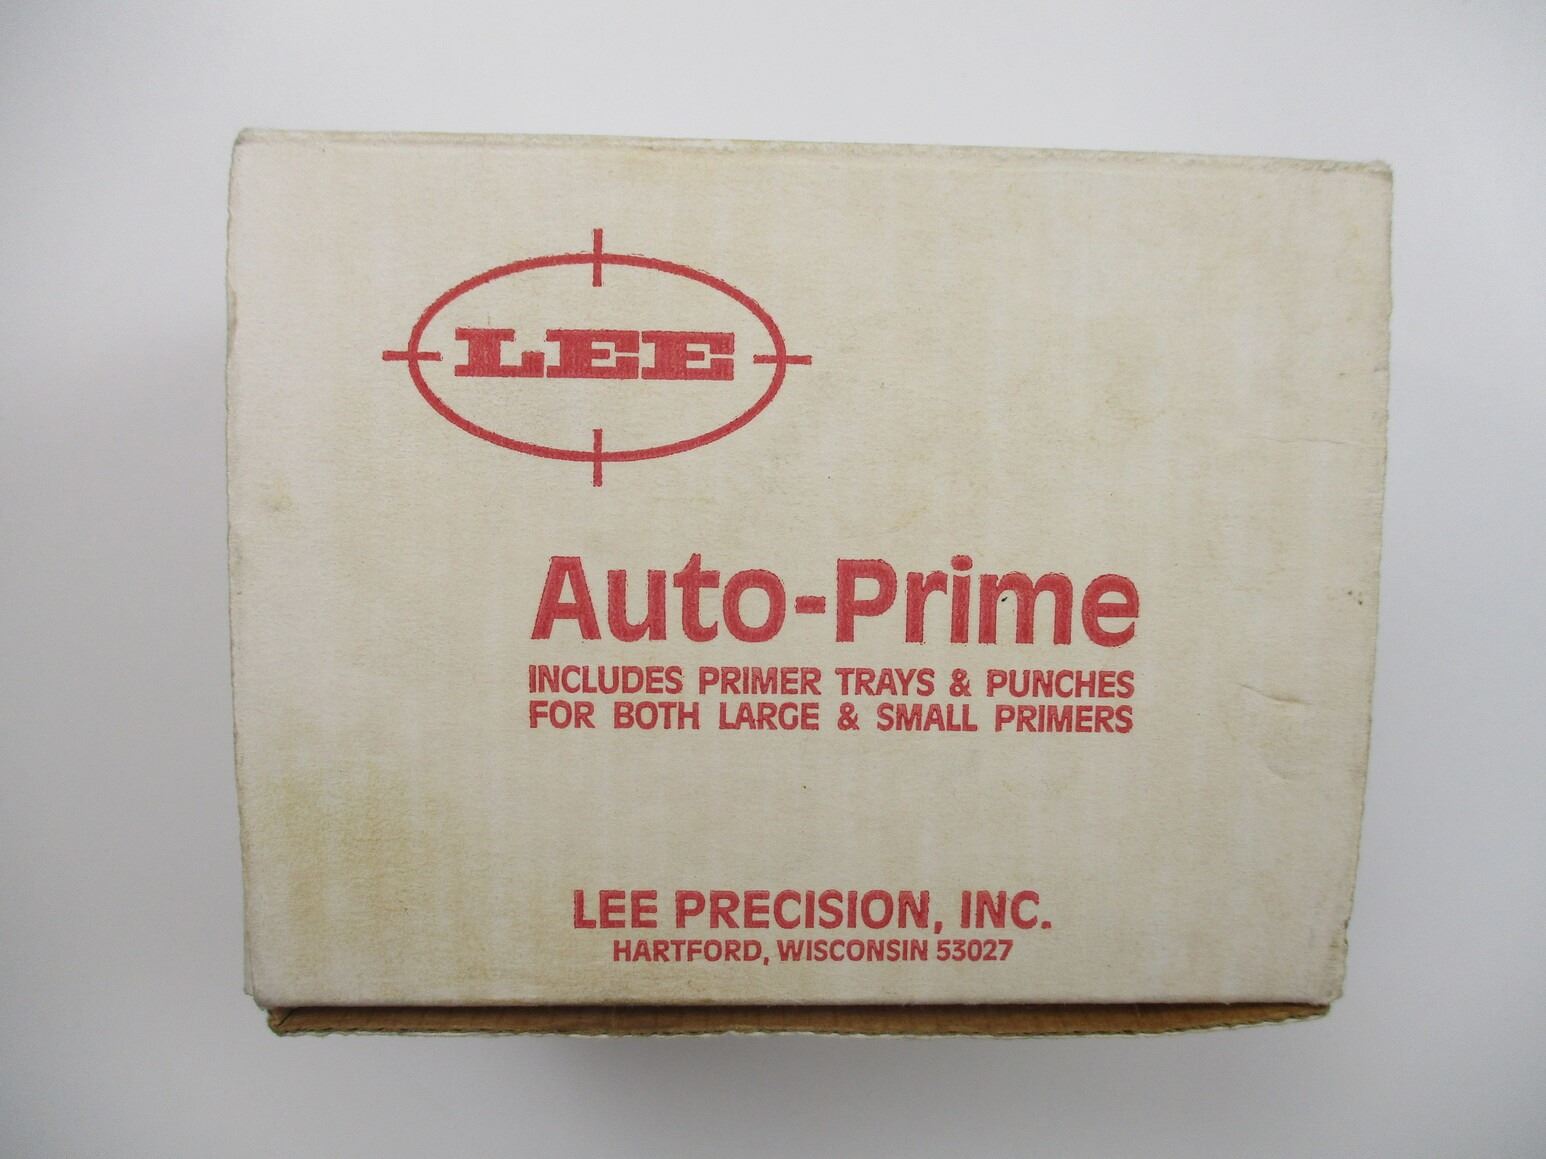 LEE
Auto-Prime
INCLUDES PRIMER TRAYS & PUNCHES
FOR BOTH LARGE & SMALL PRIMERS
LEE PRECISION, INC.
HARTFORD, WISCONSIN 53027